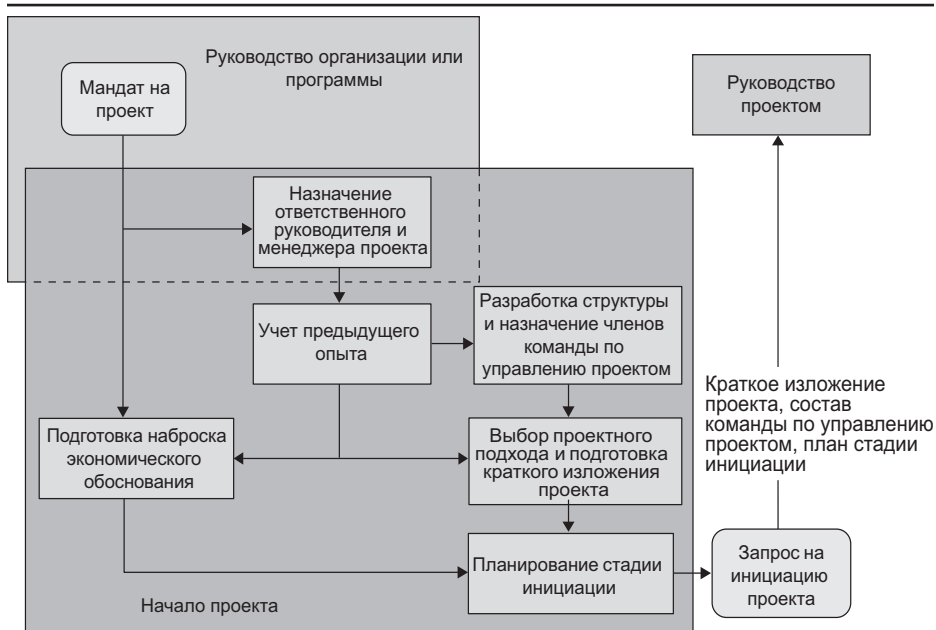 Руководство организации или
программы
Мандат на
проект
Руководство
проектом
Назначение
ответственного
руководителя и
менеджера проекта
Учет предыдущего
опыта
Разработка структуры
и назначение членов
команды по
управлению проектом
Краткое изложение
проекта, состав
команды по управлению
проектом, план стадии
инициации
Подготовка наброска
экономического
обоснования
Выбор проектного
подхода и подготовка
краткого изложения
проекта
Планирование стадии
инициации
Запрос на
инициацию
проекта
Начало проекта